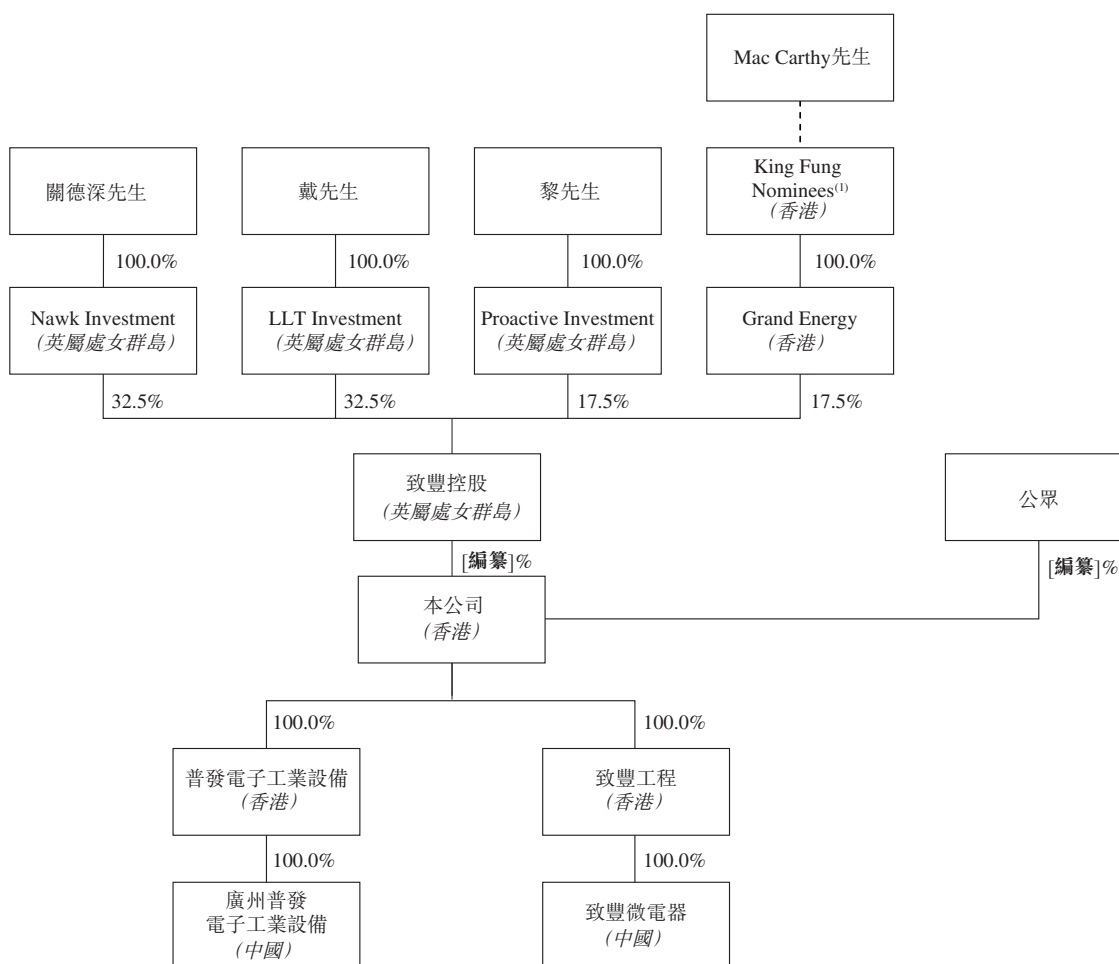 Mac Carthy先生
關德深先生
戴先生
黎先生
King Fung
Nominees(1)
（香港）
100.0%
100.0%
100.0%
100.0%
Nawk Investment
（英屬處女群島）
LLT Investment
（英屬處女群島）
Proactive Investment
（英屬處女群島）
Grand Energy
（香港）
32.5%
32.5%
17.5%
17.5%
致豐控股
（英屬處女群島）
公眾
[編纂]%
[編纂]%
本公司
（香港）
100.0%
100.0%
普發電子工業設備
（香港）
致豐工程
（香港）
100.0%
100.0%
廣州普發
電子工業設備
（中國）
致豐微電器
（中國）